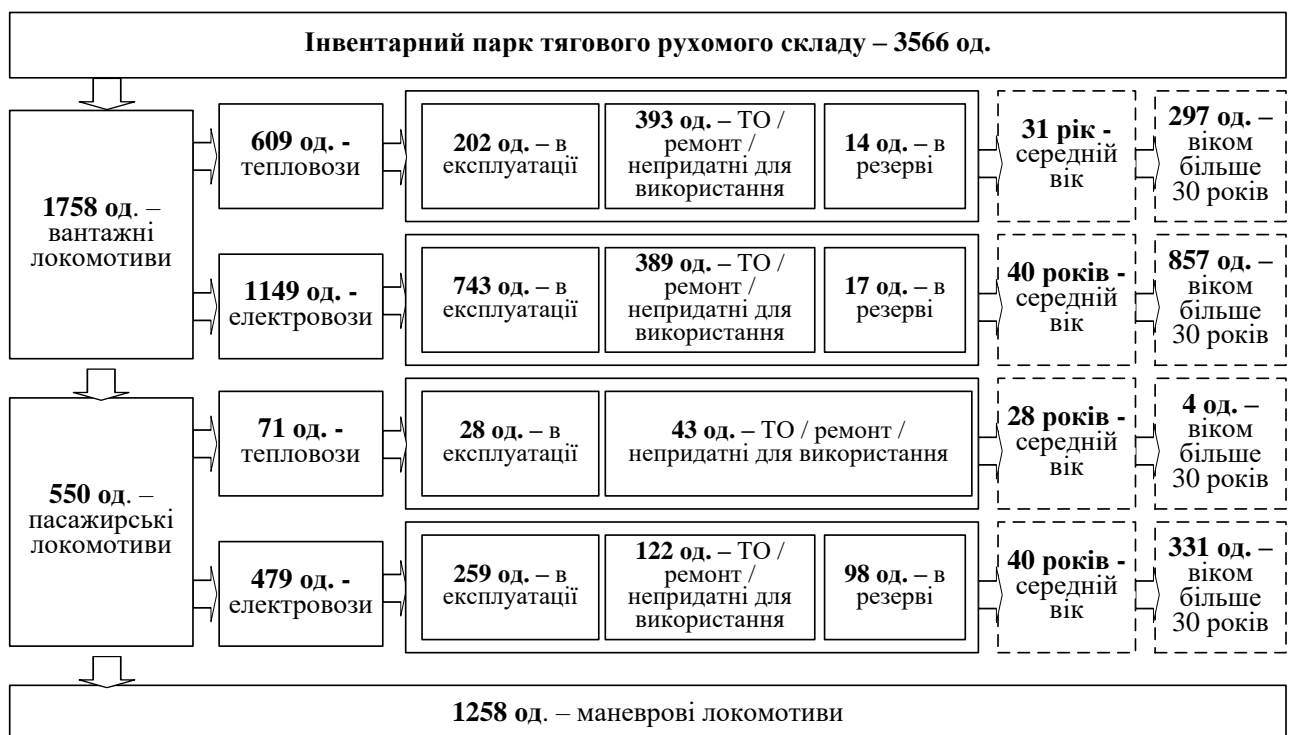 Інвентарний парк тягового рухомого складу – 3566 од.
1758 од. –
вантажні
локомотиви
609 од. -
тепловози
202 од. – в
експлуатації
393 од. – ТО /
ремонт /
непридатні для
використання
14 од. – в
резерві
31 рік -
середній
вік
297 од. –
віком
більше
30 років
1149 од. -
електровози
743 од. – в
експлуатації
389 од. – ТО /
ремонт /
непридатні для
використання
17 од. – в
резерві
40 років -
середній
вік
857 од. –
віком
більше
30 років
550 од. –
пасажирські
локомотиви
71 од. -
тепловози
28 од. – в
експлуатації
43 од. – ТО / ремонт /
непридатні для використання
28 років -
середній
вік
4 од. –
віком
більше
30 років
479 од. -
електровози
259 од. – в
експлуатації
122 од. – ТО /
ремонт /
непридатні для
використання
98 од. – в
резерві
40 років -
середній
вік
331 од. –
віком
більше
30 років
1258 од. – маневрові локомотиви